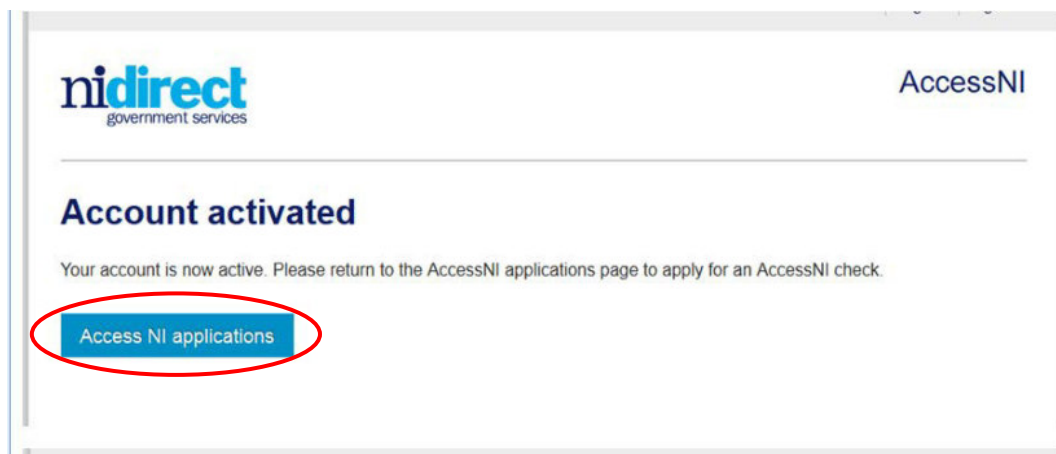 nidirect
government services
AccessNI
Account activated
Your account is now active. Please return to the AccessNI applications page to apply for an AccessNI check.
Access NI applications